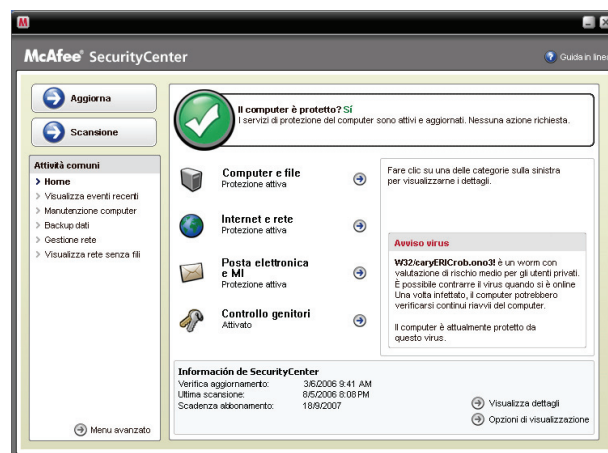 McAfee® SecurityCenter
Guida in linea
Aggiorna
Scansione
Attività comuni
Home
Visualizza eventi recenti
Manutenzione computer
Backup dati
Gestione rete
Visualizza rete senza fili
Menu avanzato
Il computer è protetto? Sí
I servizi di protezione del computer sono attivi e aggiornati. Nessuna azione richiesta.
Computer e file
Protezione attiva
Internet e rete
Protezione attiva
Posta elettronica
e MI
Protezione attiva
Controllo genitori
Attivato
Fare clic su una delle categorie sulla sinistra
per visualizzarne i dettagli.
Avviso virus
W32/caryERICrob.ono3! è un worm con
valutazione di rischio medio per gli utenti privati.
È possibile contrarre il virus quando si è online
Una volta infettato, il computer potrebbero
verificarsi continui riavvii del computer.
Il computer è attualmente protetto da
questo virus.
Información de SecurityCenter
Verifica aggiornamento: 3/6/2006 9:41 AM
Ultima scansione: 8/5/2006 8:08 PM
Scadenza abbonamento: 18/9/2007
Visualizza dettagli
Opzioni di visualizzazione